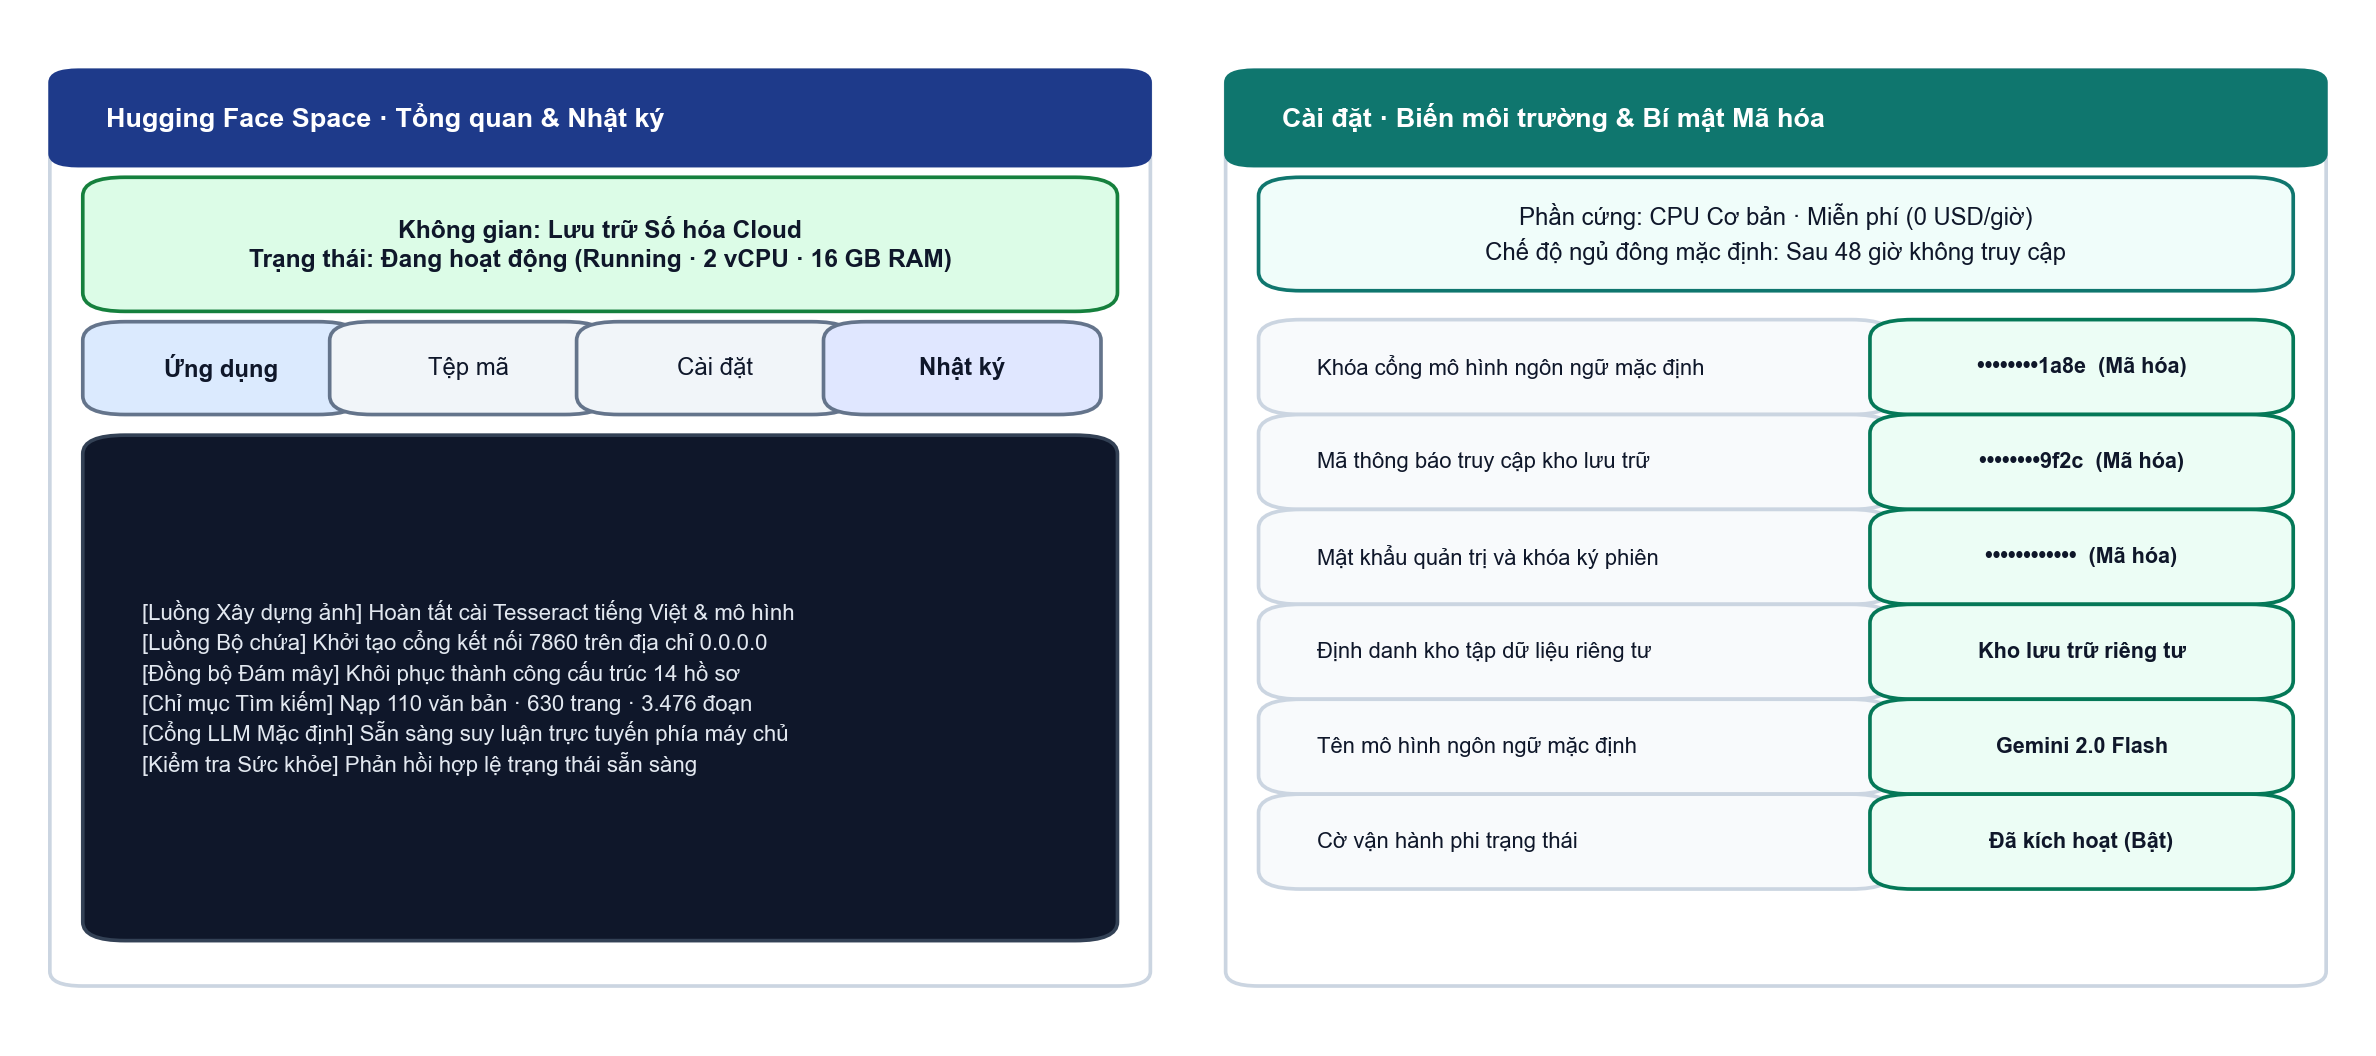 Hugging Face Space · Tổng quan & Nhật ký
Không gian: Lưu trữ Số hóa Cloud
Trạng thái: Đang hoạt động (Running · 2 vCPU · 16 GB RAM)
Ứng dụng
Tệp mã
Cài đặt
Nhật ký
[Luồng Xây dựng ảnh] Hoàn tất cài Tesseract tiếng Việt & mô hình
[Luồng Bộ chứa] Khởi tạo cổng kết nối 7860 trên địa chỉ 0.0.0.0
[Đồng bộ Đám mây] Khôi phục thành công cấu trúc 14 hồ sơ
[Chỉ mục Tìm kiếm] Nạp 110 văn bản · 630 trang · 3.476 đoạn
[Cổng LLM Mặc định] Sẵn sàng suy luận trực tuyến phía máy chủ
[Kiểm tra Sức khỏe] Phản hồi hợp lệ trạng thái sẵn sàng
Cài đặt · Biến môi trường & Bí mật Mã hóa
Phần cứng: CPU Cơ bản · Miễn phí (0 USD/giờ)
Chế độ ngủ đông mặc định: Sau 48 giờ không truy cập
Khóa cổng mô hình ngôn ngữ mặc định
••••••••1a8e (Mã hóa)
Mã thông báo truy cập kho lưu trữ
••••••••9f2c (Mã hóa)
Mật khẩu quản trị và khóa ký phiên
•••••••••••• (Mã hóa)
Định danh kho tập dữ liệu riêng tư
Kho lưu trữ riêng tư
Tên mô hình ngôn ngữ mặc định
Gemini 2.0 Flash
Cờ vận hành phi trạng thái
Đã kích hoạt (Bật)